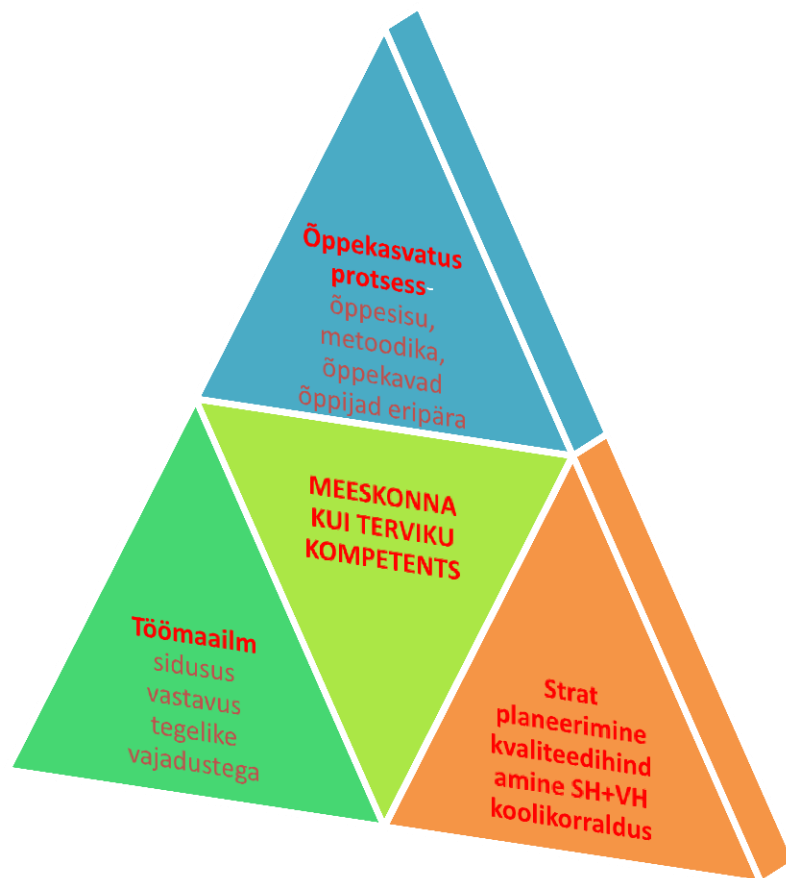 Õppekasvatus
protsess-
õppesisu,
metoodika,
õppekavad
õppijad eripära
MEESKONNA
KUI TERVIKU
KOMPETENTS
Töömaailm
sidusus
vastavus
tegelike
vajadustega
Strat
planeerimine
kvaliteedihind
amine SH+VH
koolikorraldus